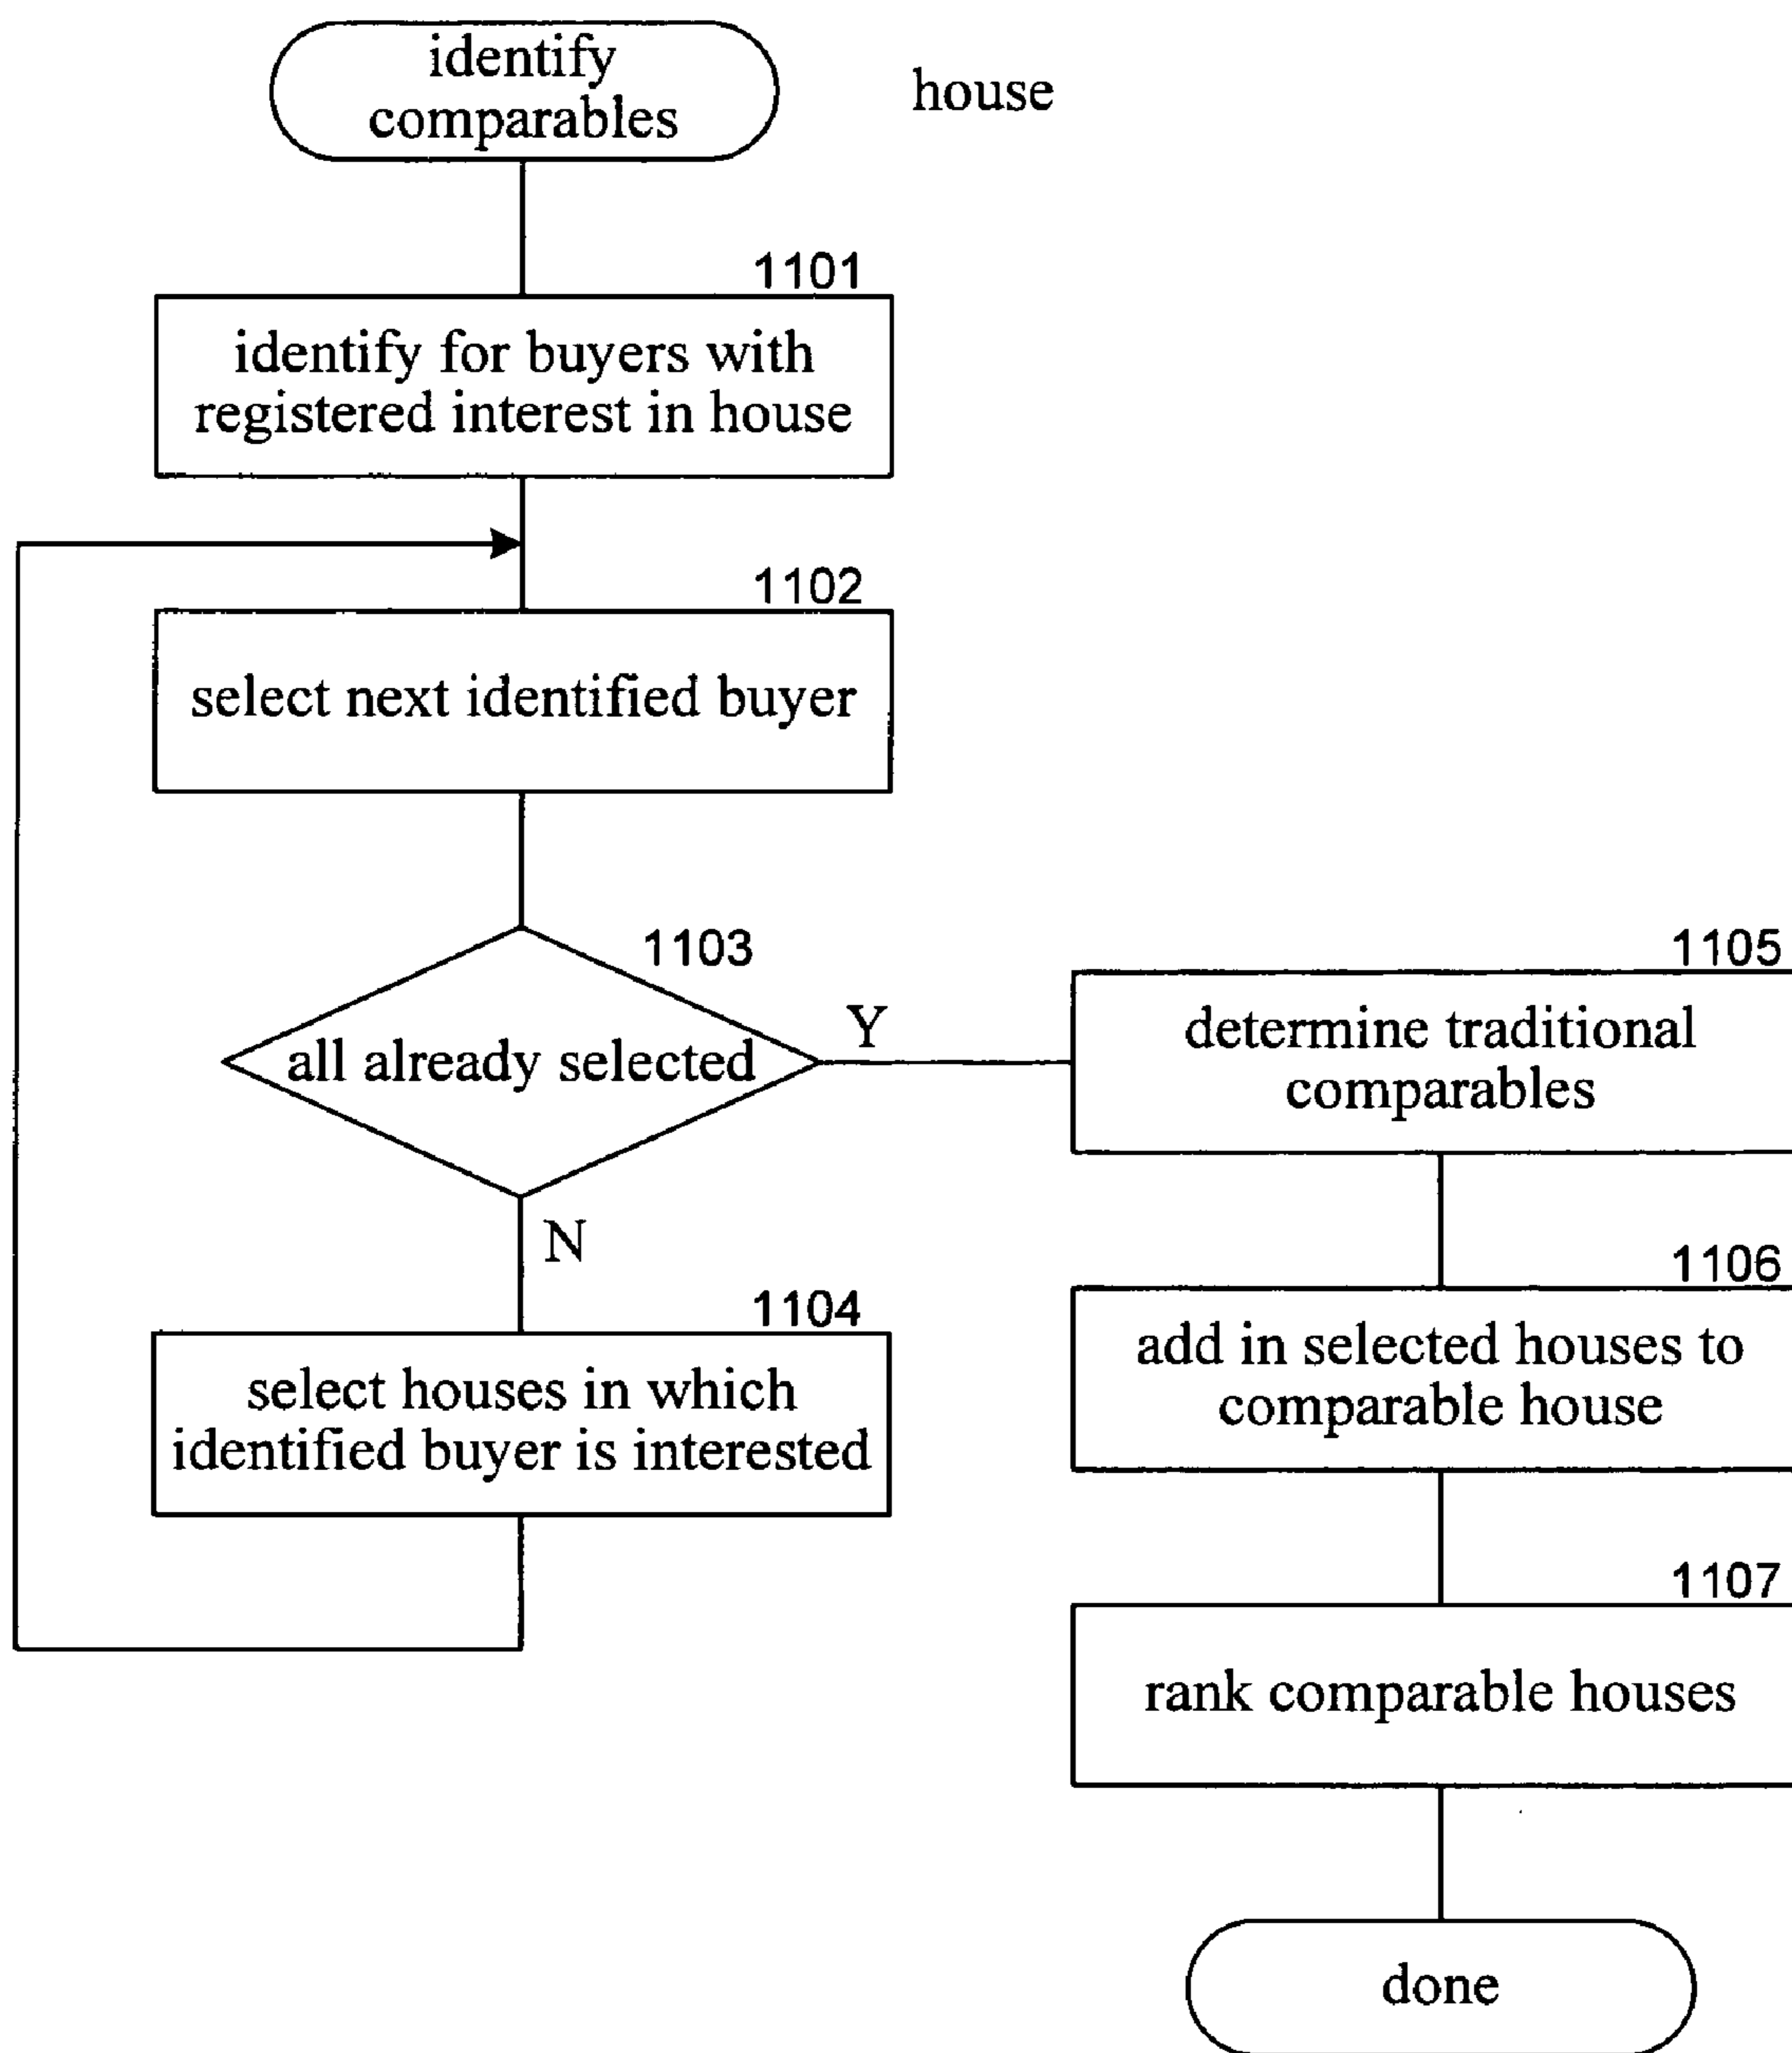 identify
comparables
house
1101
identify for buyers with
registered interest in house
1102
select next identified buyer
1103
all already selected
Y
N
1104
select houses in which
identified buyer is interested
1105
determine traditional
comparables
1106
add in selected houses to
comparable house
1107
rank comparable houses
done